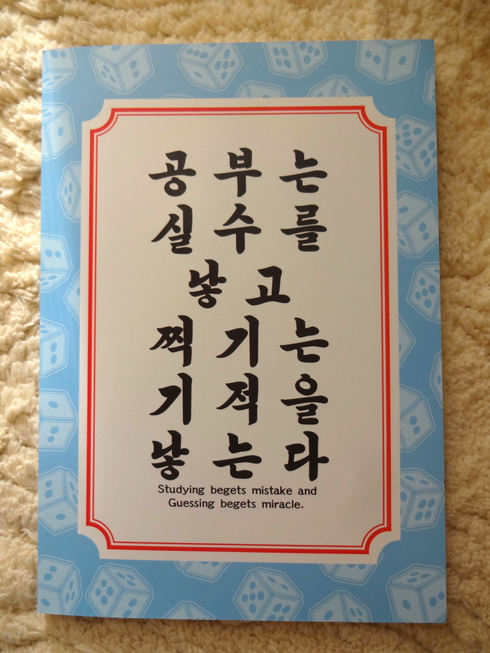 공부는
실수를
낳고
찍기는
기적을
낳는다
Studying begets mistake and
Guessing begets miracle.